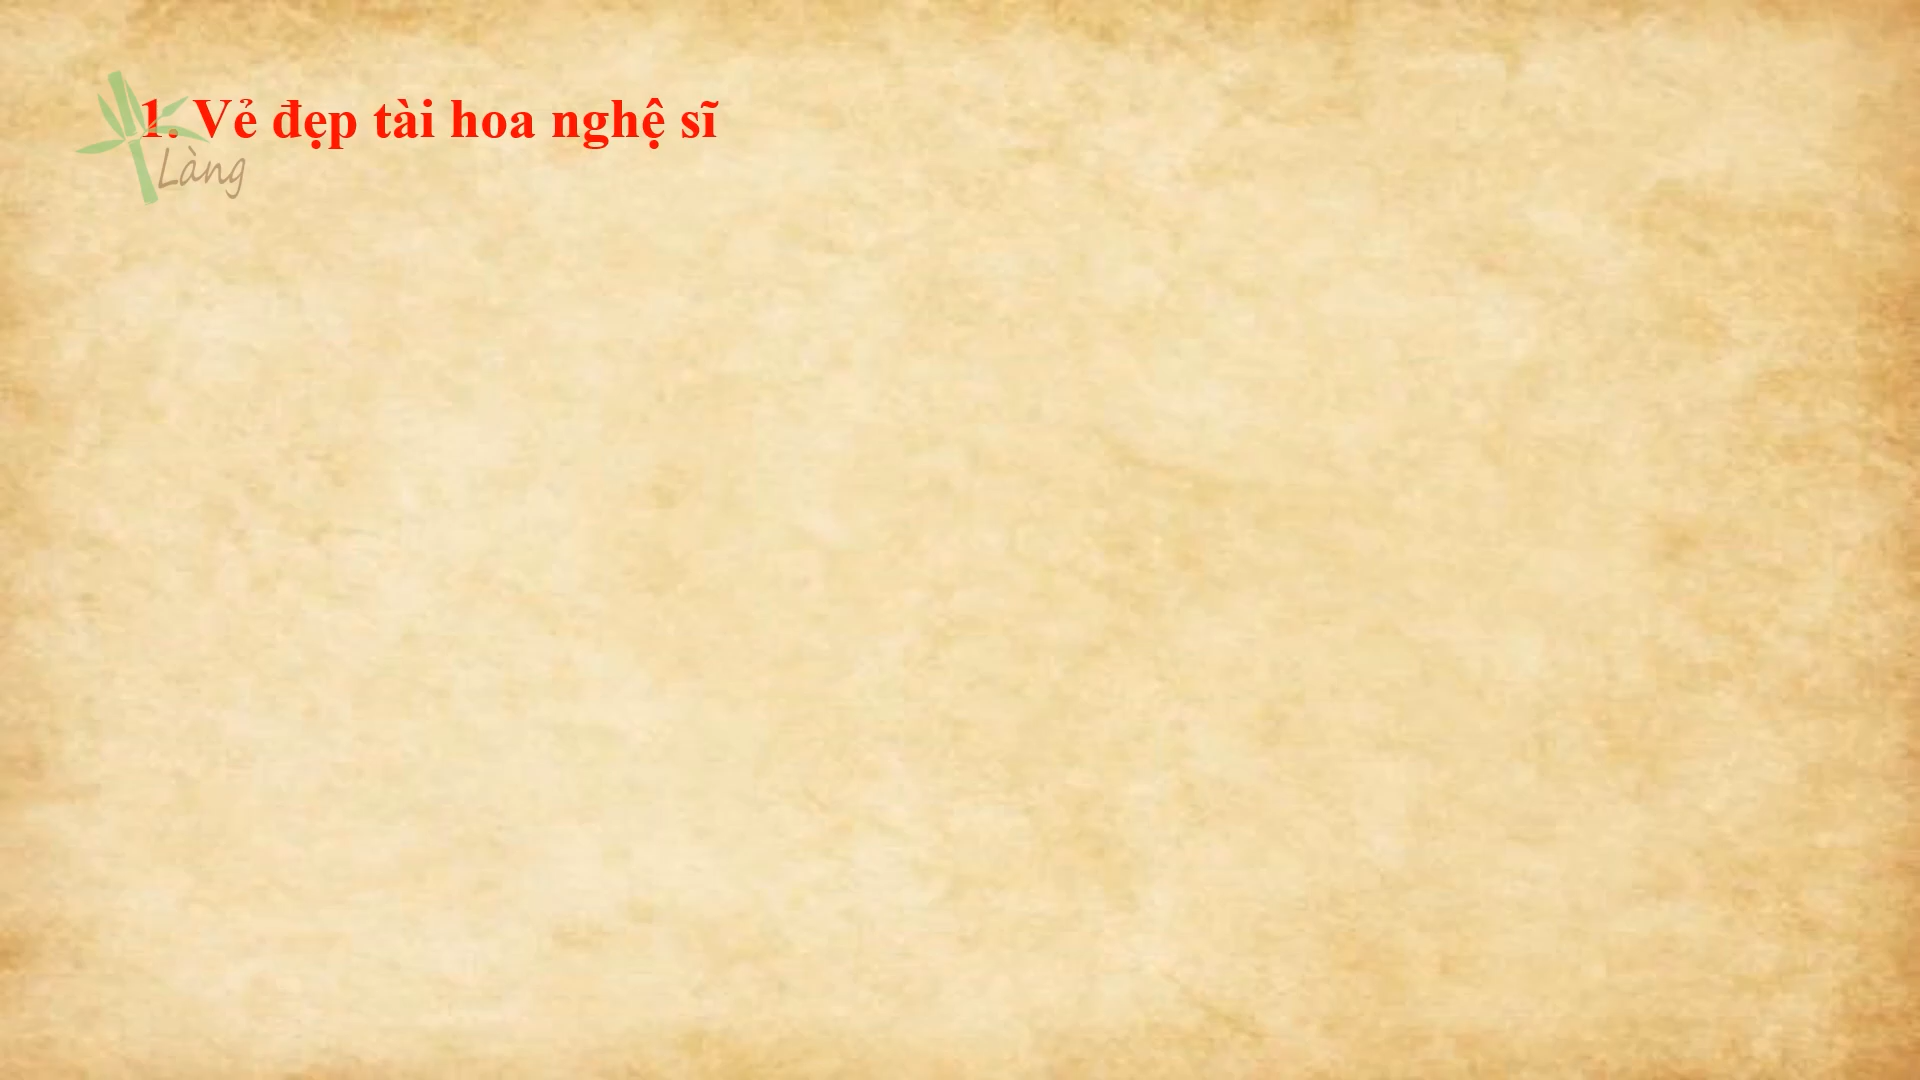 1. Vẻ đẹp tài hoa nghệ sĩ
Làng